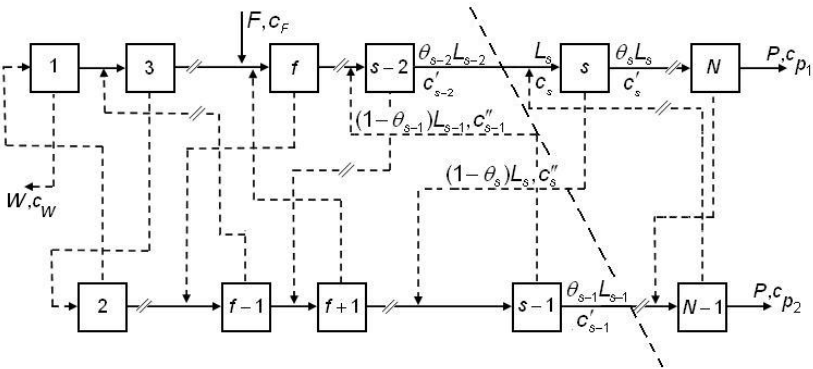 F, c_F
1
3
f
s−2
θ_{s−2}L_{s−2}
c′_{s−2}
L_s
c_s
s
θ_sL_s
c′_s
N
P, c_{p_1}
(1−θ_{s−1})L_{s−1}, c″_{s−1}
(1−θ_s)L_s, c″_s
W, c_W
2
f−1
f+1
s−1
θ_{s−1}L_{s−1}
c′_{s−1}
N−1
P, c_{p_2}